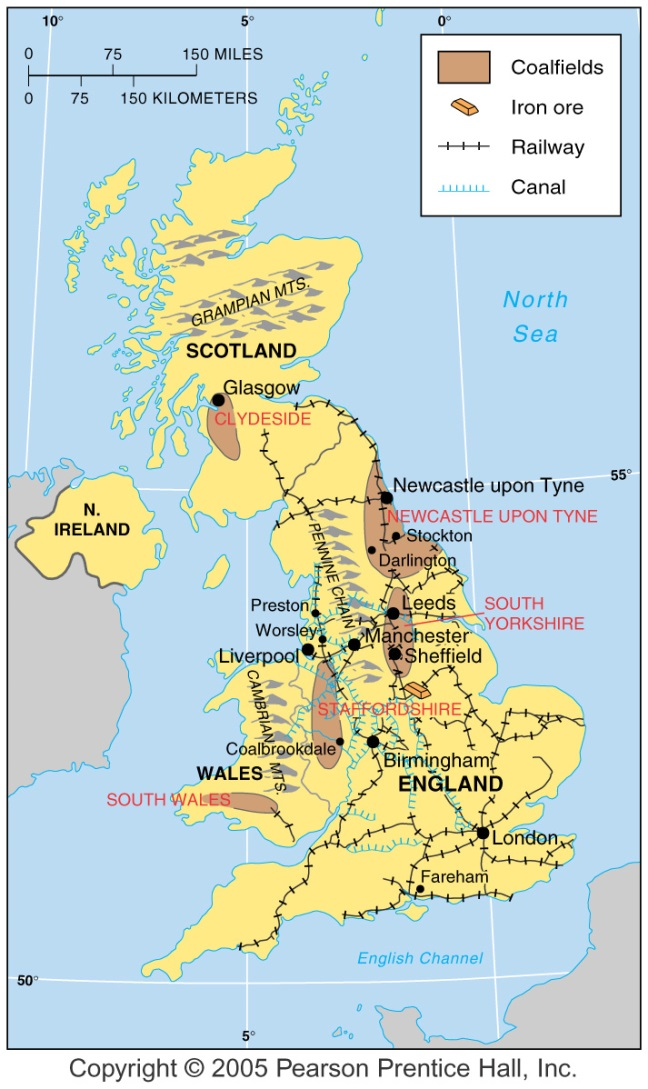 10°
5°
0°
0 75 150 MILES
0 75 150 KILOMETERS
Coalfields
Iron ore
Railway
Canal
North
Sea
GRAMPIAN MTS.
SCOTLAND
Glasgow
CLYDESIDE
55°
N.
IRELAND
Newcastle upon Tyne
NEWCASTLE UPON TYNE
Stockton
Darlington
PENNINE CHAIN
Preston
Leeds
SOUTH
YORKSHIRE
Worsley
Manchester
Liverpool
Sheffield
CAMBRIAN MTS.
STAFFORDSHIRE
Coalbrookdale
Birmingham
WALES
ENGLAND
SOUTH WALES
London
Fareham
English Channel
50°
5°
0°
Copyright © 2005 Pearson Prentice Hall, Inc.